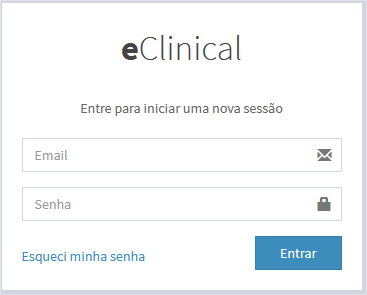 eClinical
Entre para iniciar uma nova sessão
Email
Senha
Esqueci minha senha
Entrar